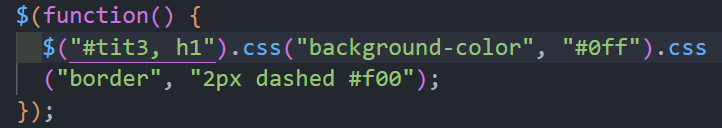 $(function() {
$("#tit3, h1").css("background-color", "#0ff").css
("border", "2px dashed #f00");
});